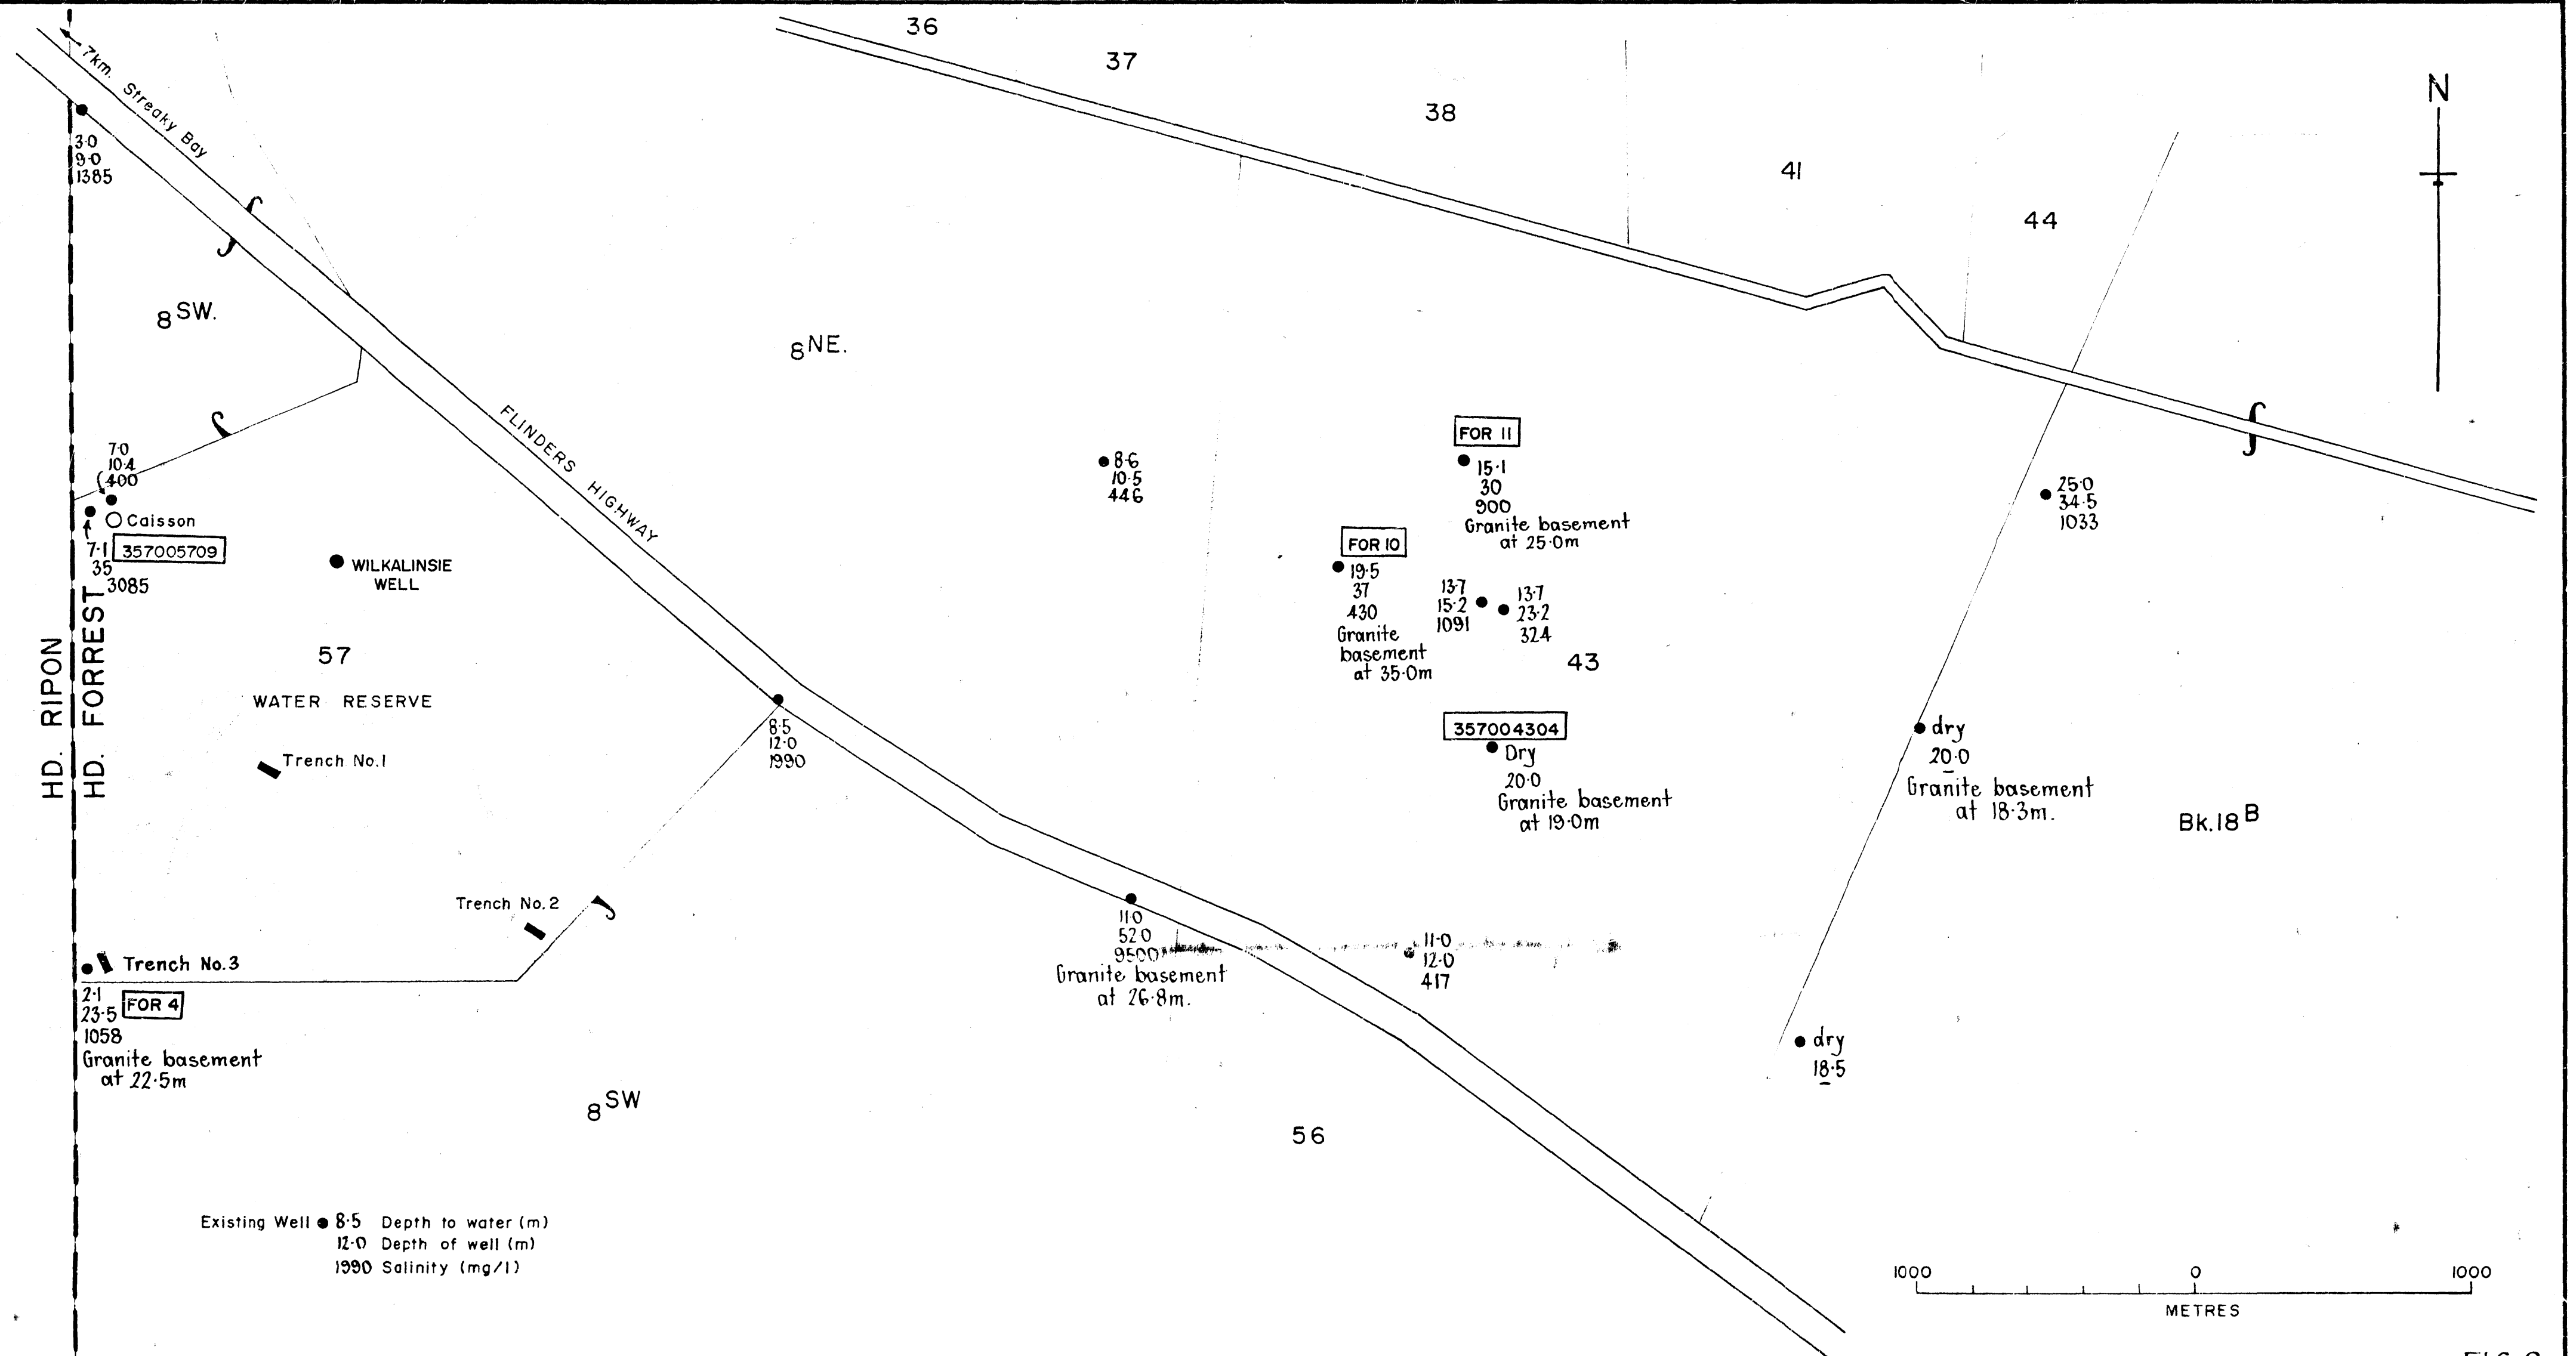 36
37
38
41
44
N
7km. Streaky Bay
3·0
9·0
1385
8 SW.
8 NE.
FLINDERS HIGHWAY
7·0
10·4
400
Caisson
357005709
7·1
35
3085
WILKALINSIE
WELL
HD. RIPON
HD. FORREST
57
WATER RESERVE
Trench No.1
Trench No.2
Trench No.3
2·1
23·5
1058
FOR 4
Granite basement
at 22·5m
8·5
12·0
1990
8·6
10·5
446
FOR 11
15·1
30
900
Granite basement
at 25·0m
FOR 10
19·5
37
430
Granite
basement
at 35·0m
13·7
15·2
1091
13·7
23·2
324
43
357004304
Dry
20·0
Granite basement
at 19·0m
25·0
34·5
1033
dry
20·0
Granite basement
at 18·3m.
Bk.18 B
11·0
52·0
9500
Granite basement
at 26·8m.
11·0
12·0
417
dry
18·5
8 SW
56
Existing Well 8·5 Depth to water (m)
12·0 Depth of well (m)
1990 Salinity (mg/l)
1000 0 1000
METRES